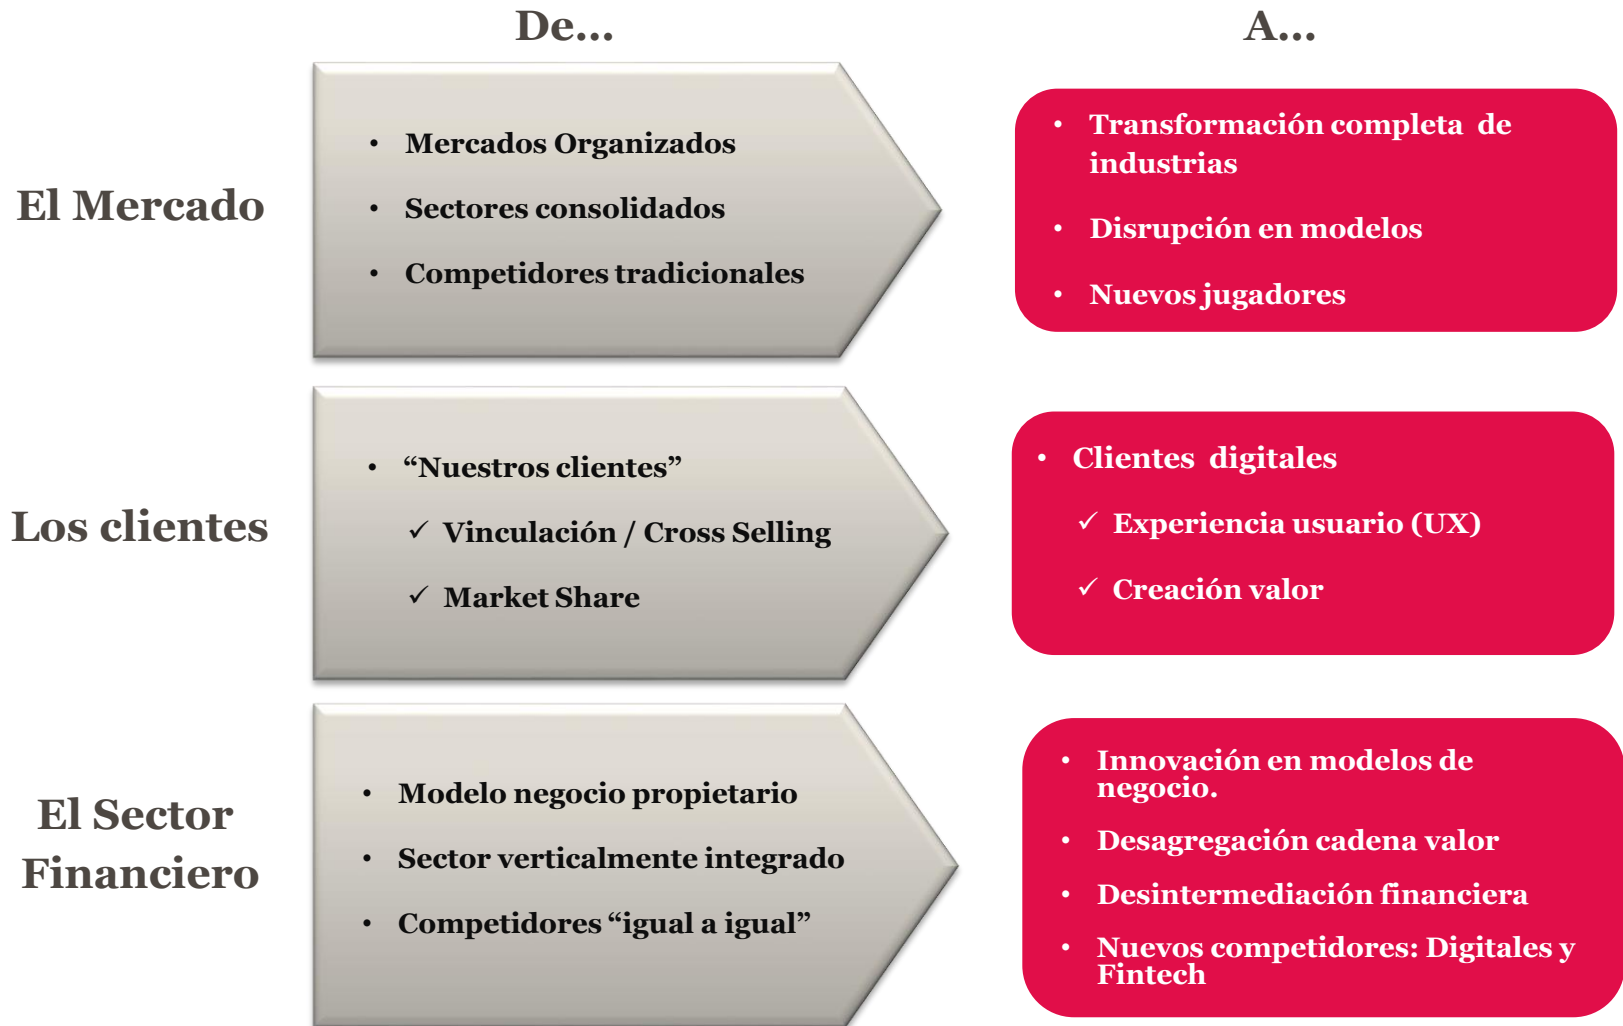 De...
A...
El Mercado
• Mercados Organizados
• Sectores consolidados
• Competidores tradicionales
• Transformación completa de
industrias
• Disrupción en modelos
• Nuevos jugadores
Los clientes
• “Nuestros clientes”
✓ Vinculación / Cross Selling
✓ Market Share
• Clientes digitales
✓ Experiencia usuario (UX)
✓ Creación valor
El Sector
Financiero
• Modelo negocio propietario
• Sector verticalmente integrado
• Competidores “igual a igual”
• Innovación en modelos de
negocio.
• Desagregación cadena valor
• Desintermediación financiera
• Nuevos competidores: Digitales y
Fintech